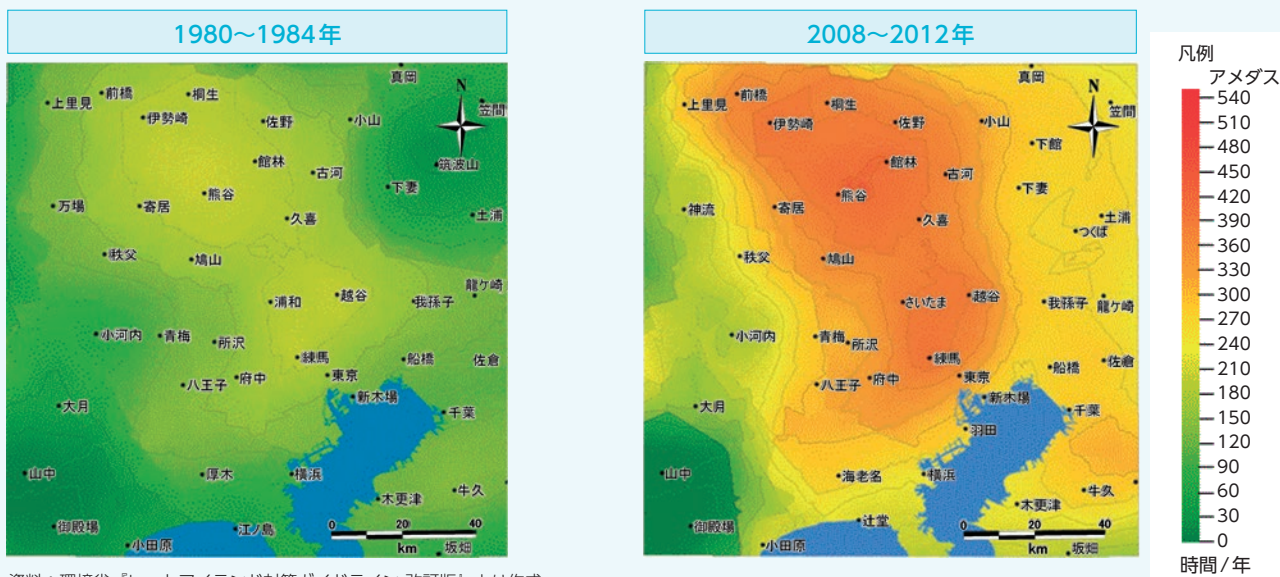 1980〜1984年
真岡
N
上里見
前橋
桐生
笠間
伊勢崎
佐野
小山
館林
筑波山
古河
下妻
熊谷
万場
寄居
久喜
土浦
秩父
鳩山
龍ケ崎
浦和
越谷
我孫子
小河内
青梅
所沢
練馬
船橋
佐倉
八王子
府中
東京
新木場
大月
千葉
山中
厚木
横浜
牛久
木更津
御殿場
江ノ島
小田原
0 20 40
km
坂畑
2008〜2012年
真岡
N
上里見
前橋
桐生
笠間
伊勢崎
佐野
小山
下館
館林
古河
下妻
熊谷
神流
寄居
久喜
土浦
つくば
秩父
鳩山
さいたま
越谷
我孫子
龍ケ崎
小河内
青梅
所沢
練馬
船橋
佐倉
八王子
府中
東京
新木場
大月
千葉
羽田
山中
海老名
横浜
牛久
木更津
御殿場
辻堂
小田原
0 20 40
km
坂畑
凡例
アメダス
540
510
480
450
420
390
360
330
300
270
240
210
180
150
120
90
60
30
0
時間/年